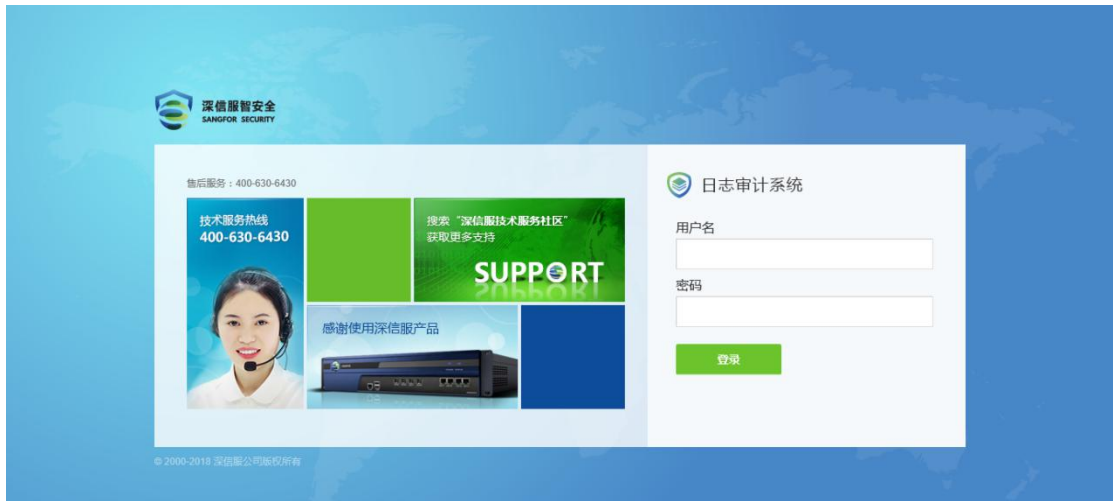 深信服智安全
SANGFOR SECURITY
售后服务：400-630-6430
技术服务热线
400-630-6430
搜索“深信服技术服务社区”
获取更多支持
SUPPORT
感谢使用深信服产品
日志审计系统
用户名
密码
登录
© 2000-2018 深信服公司版权所有